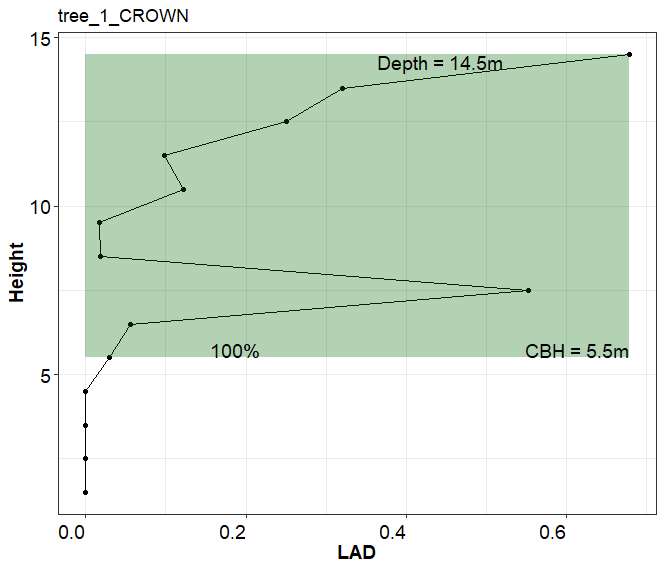 tree_1_CROWN
15
Depth = 14.5m
10
Height
100%
CBH = 5.5m
5
0.0
0.2
0.4
0.6
LAD